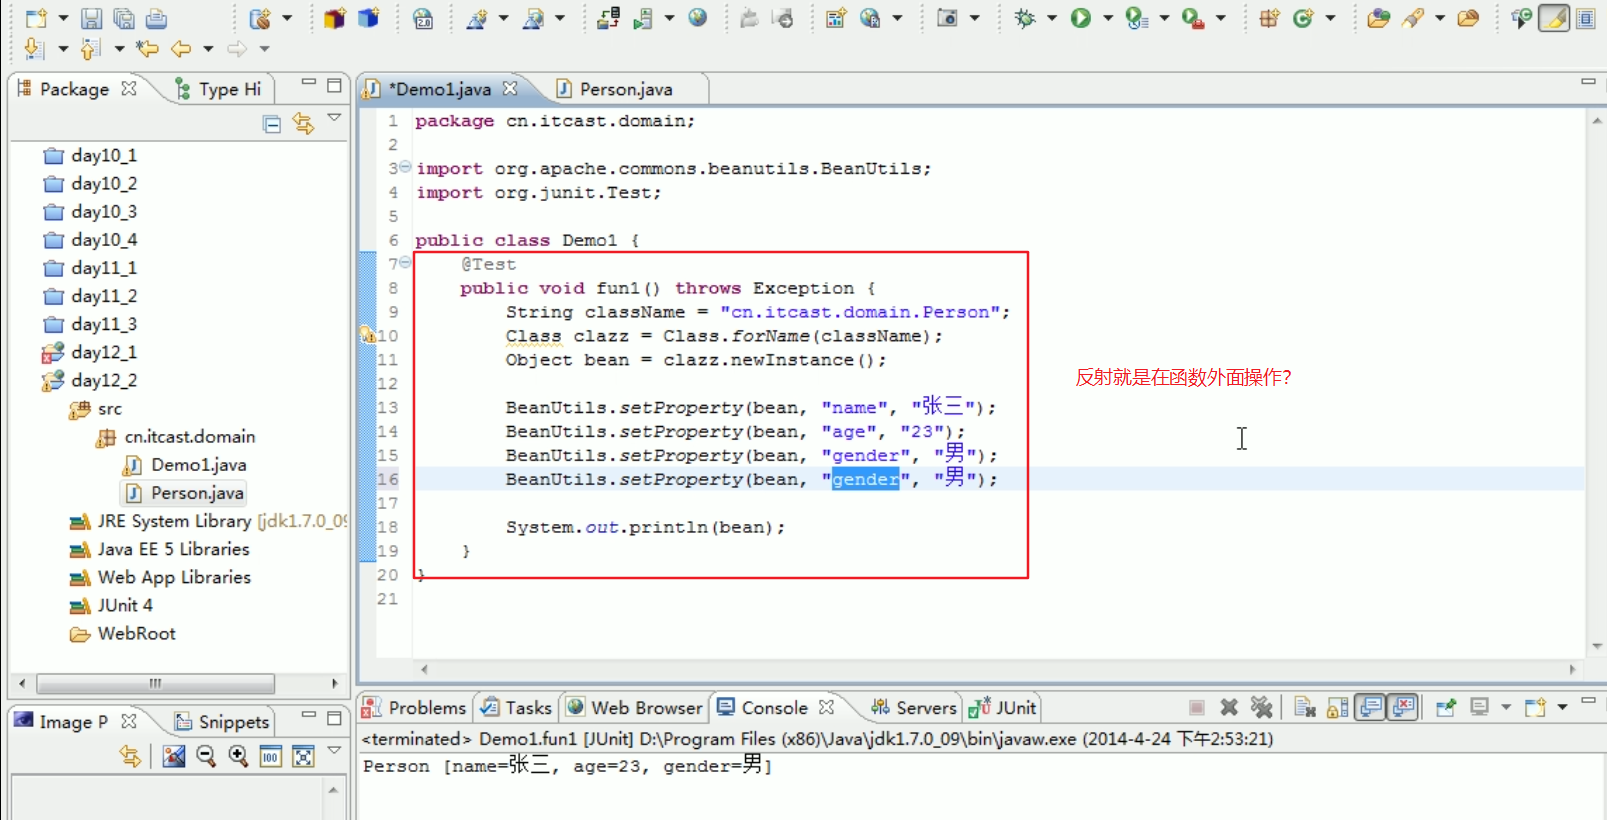 Package
Type Hi
day10_1
day10_2
day10_3
day10_4
day11_1
day11_2
day11_3
day12_1
day12_2
src
cn.itcast.domain
Demo1.java
Person.java
JRE System Library [jdk1.7.0_09
Java EE 5 Libraries
Web App Libraries
JUnit 4
WebRoot
Image P
Snippets
*Demo1.java
Person.java
1 package cn.itcast.domain;
2
3 import org.apache.commons.beanutils.BeanUtils;
4 import org.junit.Test;
5
6 public class Demo1 {
7 @Test
8 public void fun1() throws Exception {
9 String className = "cn.itcast.domain.Person";
10 Class clazz = Class.forName(className);
11 Object bean = clazz.newInstance();
12
13 BeanUtils.setProperty(bean, "name", "张三");
14 BeanUtils.setProperty(bean, "age", "23");
15 BeanUtils.setProperty(bean, "gender", "男");
16 BeanUtils.setProperty(bean, "gender", "男");
17
18 System.out.println(bean);
19 }
20 }
21
反射就是在函数外面操作?
Problems
Tasks
Web Browser
Console
Servers
JUnit
<terminated> Demo1.fun1 [JUnit] D:\Program Files (x86)\Java\jdk1.7.0_09\bin\javaw.exe (2014-4-24 下午2:53:21)
Person [name=张三, age=23, gender=男]